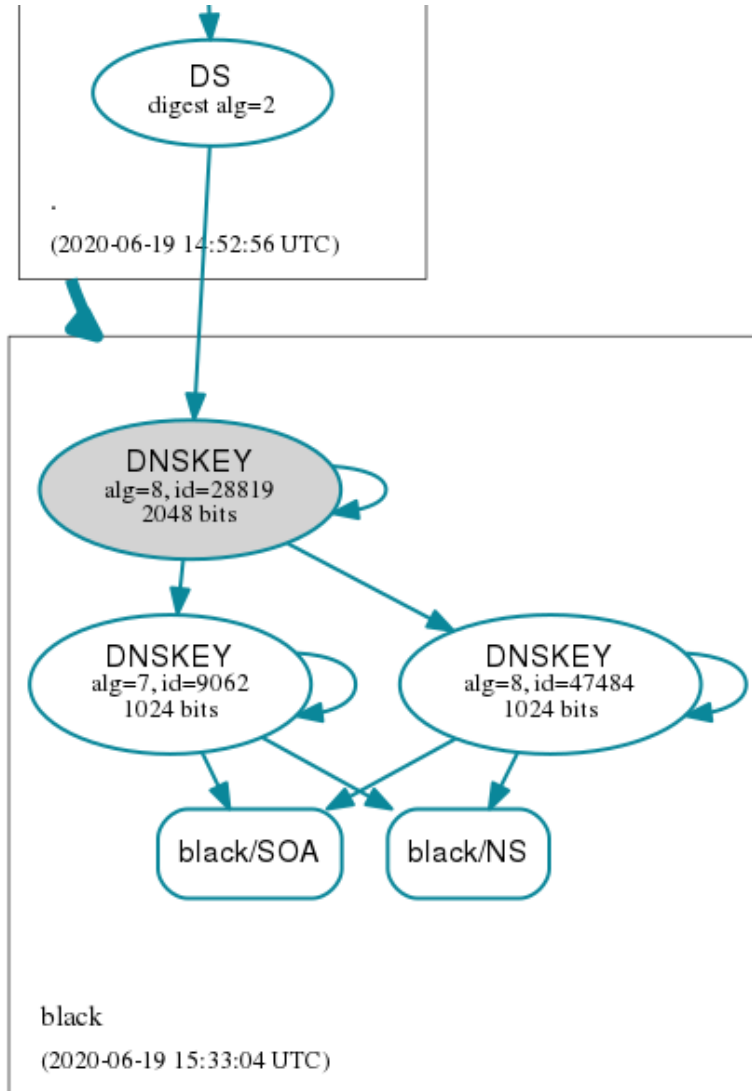 DS
digest alg=2
.
(2020-06-19 14:52:56 UTC)
DNSKEY
alg=8, id=28819
2048 bits
DNSKEY
alg=7, id=9062
1024 bits
DNSKEY
alg=8, id=47484
1024 bits
black/SOA
black/NS
black
(2020-06-19 15:33:04 UTC)